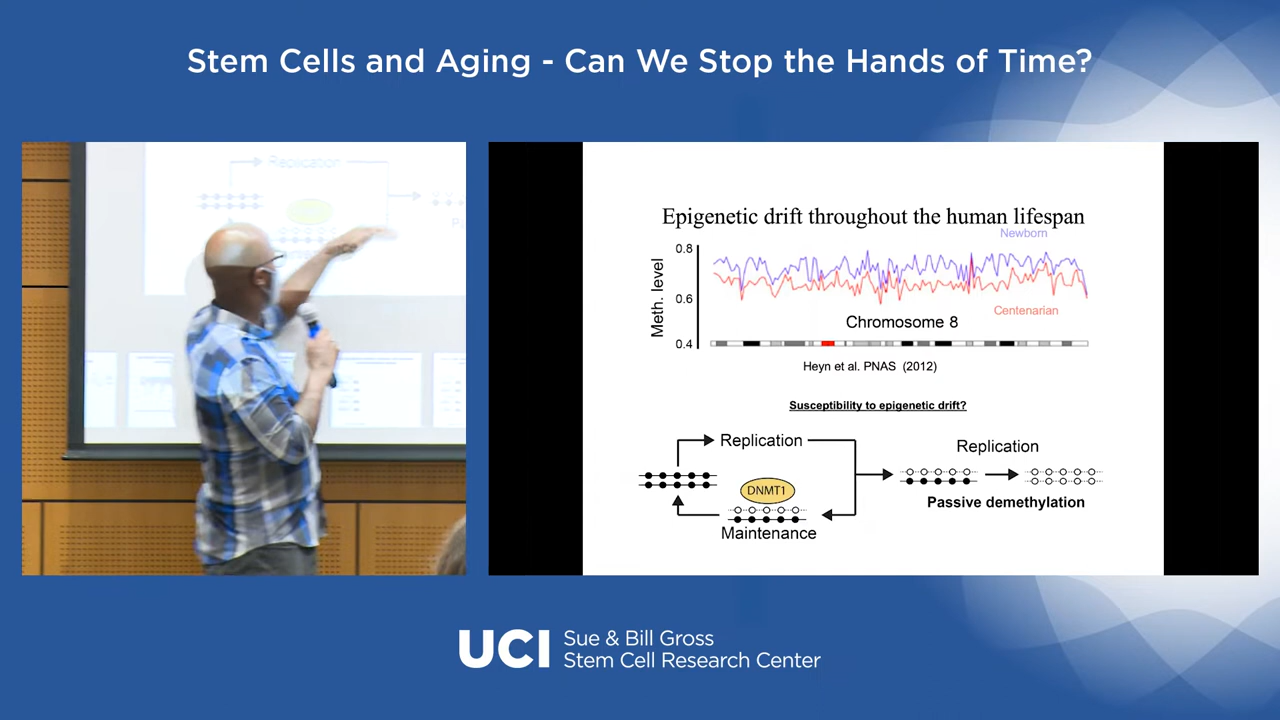 Stem Cells and Aging - Can We Stop the Hands of Time?
Replication
Epigenetic drift throughout the human lifespan
Newborn
0.8
Meth. level
0.6
Centenarian
Chromosome 8
0.4
Heyn et al. PNAS (2012)
Susceptibility to epigenetic drift?
Replication
Replication
DNMT1
Passive demethylation
Maintenance
UCI
Sue & Bill Gross
Stem Cell Research Center